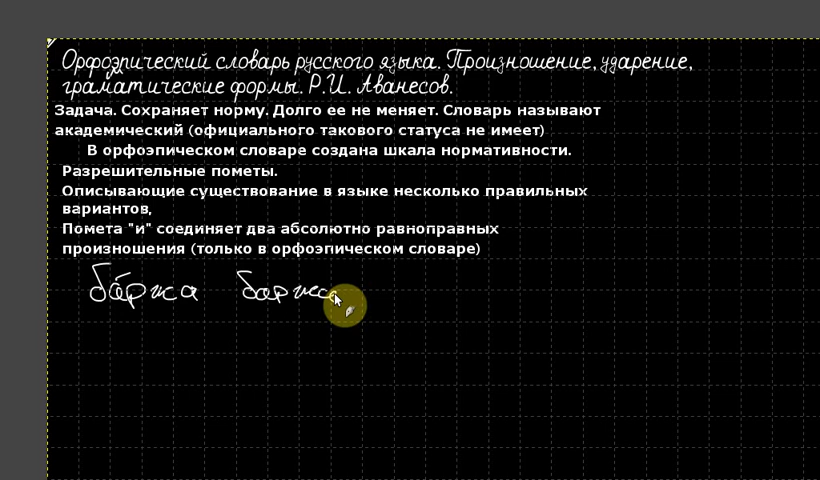 Орфоэпический словарь русского языка. Произношение, ударение,
граматические формы. Р.И. Аванесов.
Задача. Сохраняет норму. Долго ее не меняет. Словарь называют
академический (официального такового статуса не имеет)
В орфоэпическом словаре создана шкала нормативности.
Разрешительные пометы.
Описывающие существование в языке несколько правильных
вариантов,
Помета "и" соединяет два абсолютно равноправных
произношения (только в орфоэпическом словаре)
ба́ржа баржа